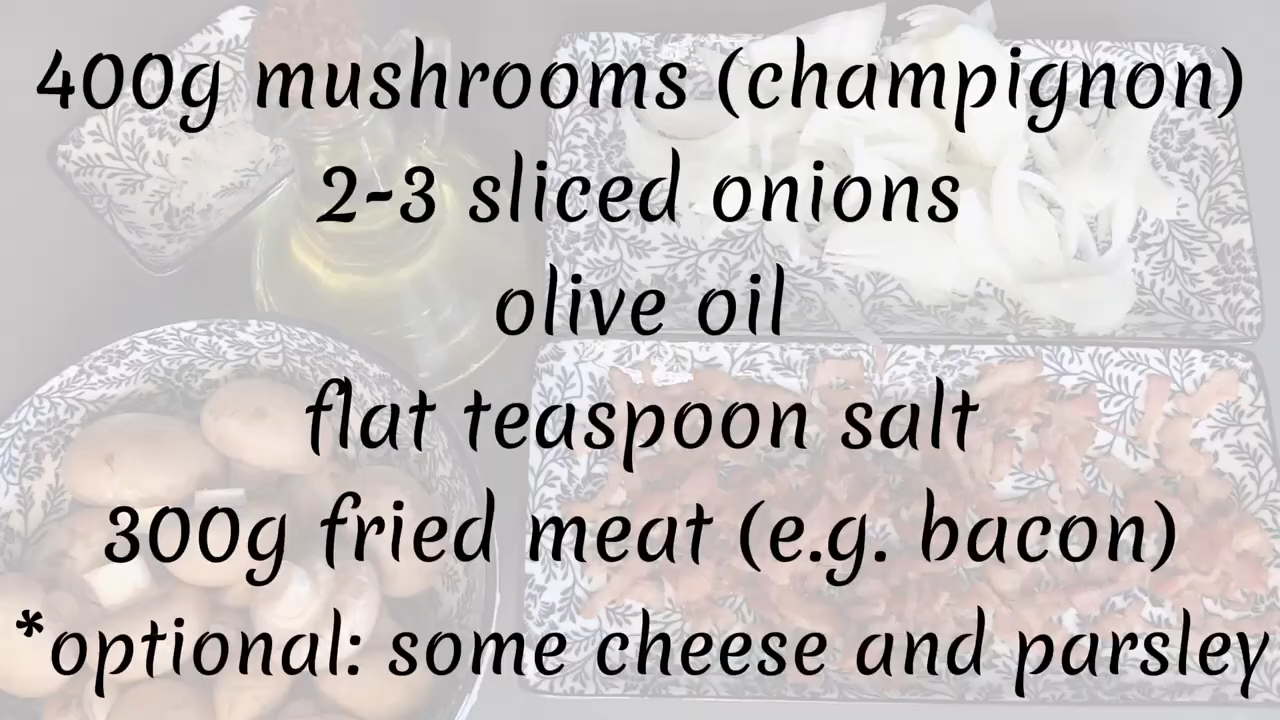 400g mushrooms (champignon)
2-3 sliced onions
olive oil
flat teaspoon salt
300g fried meat (e.g. bacon)
*optional: some cheese and parsley